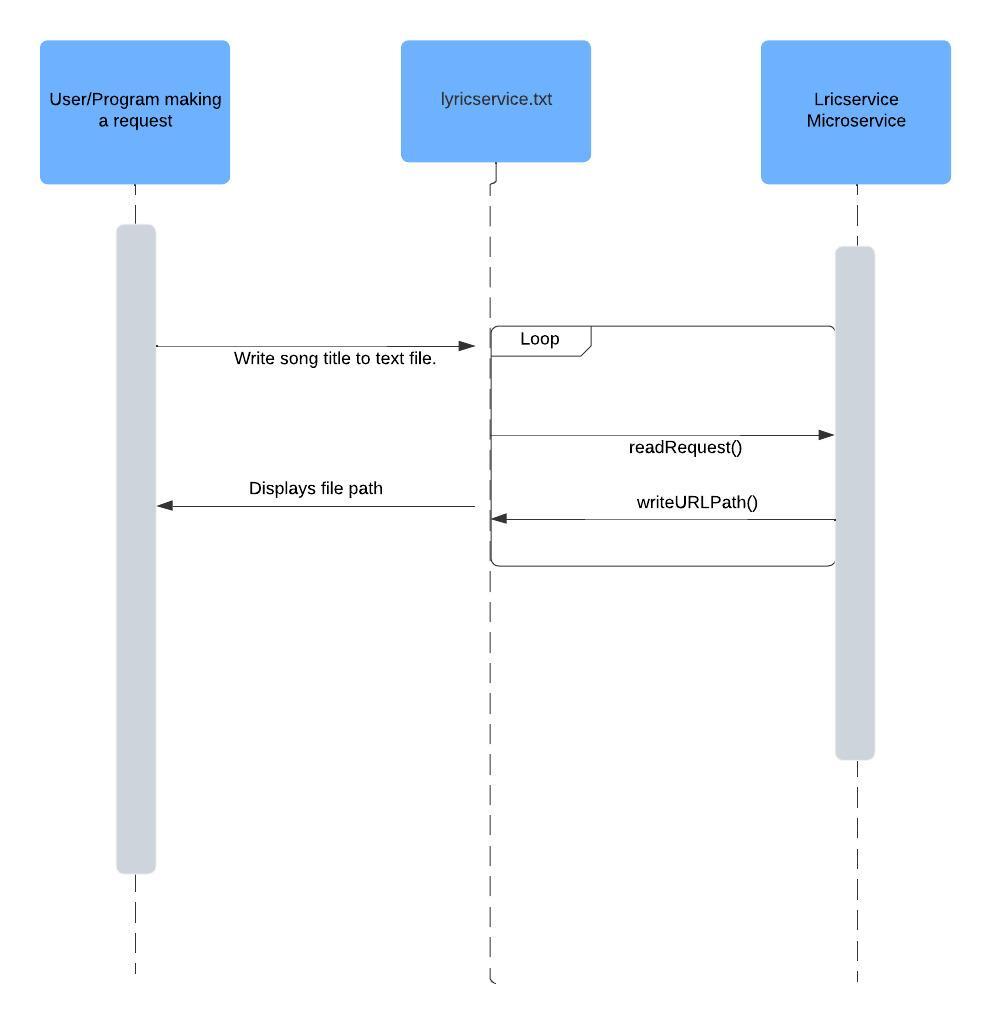 User/Program making
a request
lyricservice.txt
Lricservice
Microservice
Loop
Write song title to text file.
readRequest()
Displays file path
writeURLPath()